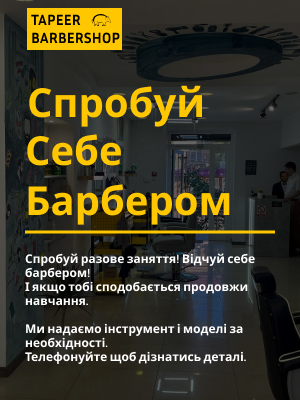 TAPEER
BARBERSHOP
Спробуй
Себе
Барбером
Спробуй разове заняття! Відчуй себе
барбером!
І якщо тобі сподобається продовжи
навчання.
Ми надаємо інструмент і моделі за
необхідності.
Телефонуйте щоб дізнатись деталі.